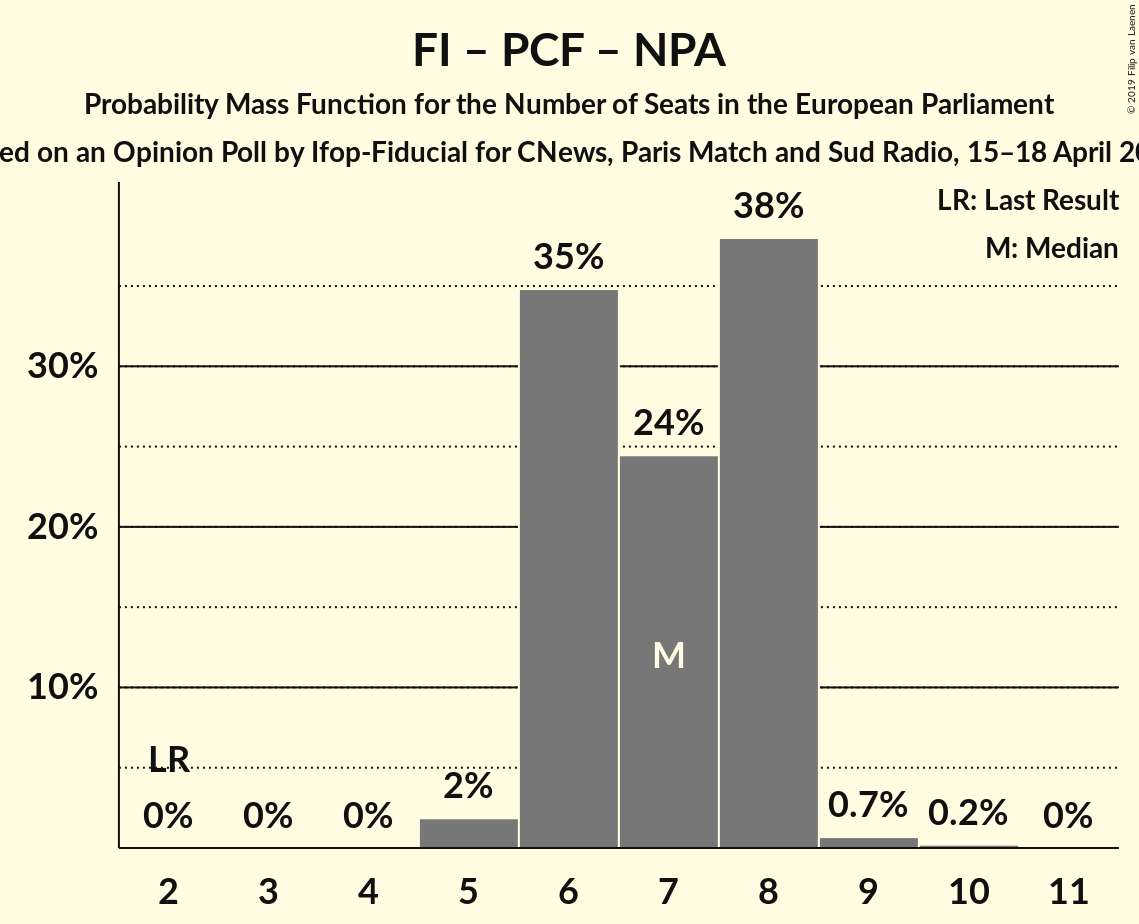 FI – PCF – NPA
Probability Mass Function for the Number of Seats in the European Parliament
ed on an Opinion Poll by Ifop-Fiducial for CNews, Paris Match and Sud Radio, 15–18 April 20
© 2019 Filip van Laenen
LR: Last Result
M: Median
38%
35%
30%
24%
20%
M
10%
LR
2%
0%
0%
0%
0.7%
0.2%
0%
2 3 4 5 6 7 8 9 10 11